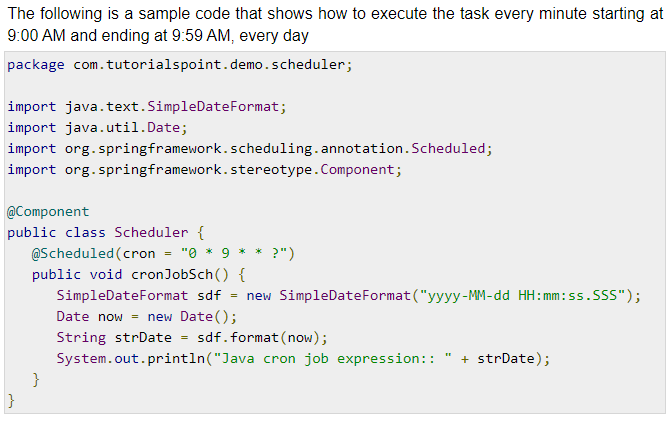 The following is a sample code that shows how to execute the task every minute starting at
9:00 AM and ending at 9:59 AM, every day
package com.tutorialspoint.demo.scheduler;

import java.text.SimpleDateFormat;
import java.util.Date;
import org.springframework.scheduling.annotation.Scheduled;
import org.springframework.stereotype.Component;

@Component
public class Scheduler {
   @Scheduled(cron = "0 * 9 * * ?")
   public void cronJobSch() {
      SimpleDateFormat sdf = new SimpleDateFormat("yyyy-MM-dd HH:mm:ss.SSS");
      Date now = new Date();
      String strDate = sdf.format(now);
      System.out.println("Java cron job expression:: " + strDate);
   }
}